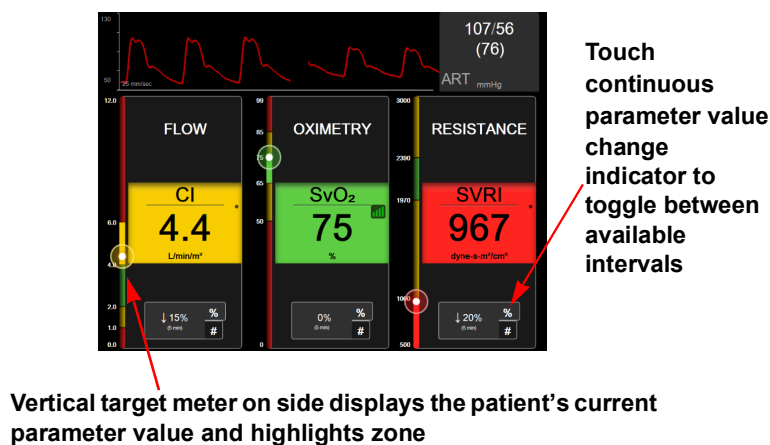 130
50
25 mm/sec
107/56
(76)
ART mmHg
Touch
continuous
parameter value
change
indicator to
toggle between
available
intervals
12.0
6.0
4.0
2.0
1.0
0.0
FLOW
CI
4.4
L/min/m²
↓ 15%
(5 min)
%
#
99
85
75
65
50
0
OXIMETRY
SvO₂
75
%
0%
(5 min)
%
#
3000
2390
1970
1000
500
RESISTANCE
SVRI
967
dyne-s-m²/cm⁵
↓ 20%
(5 min)
%
#
Vertical target meter on side displays the patient’s current
parameter value and highlights zone